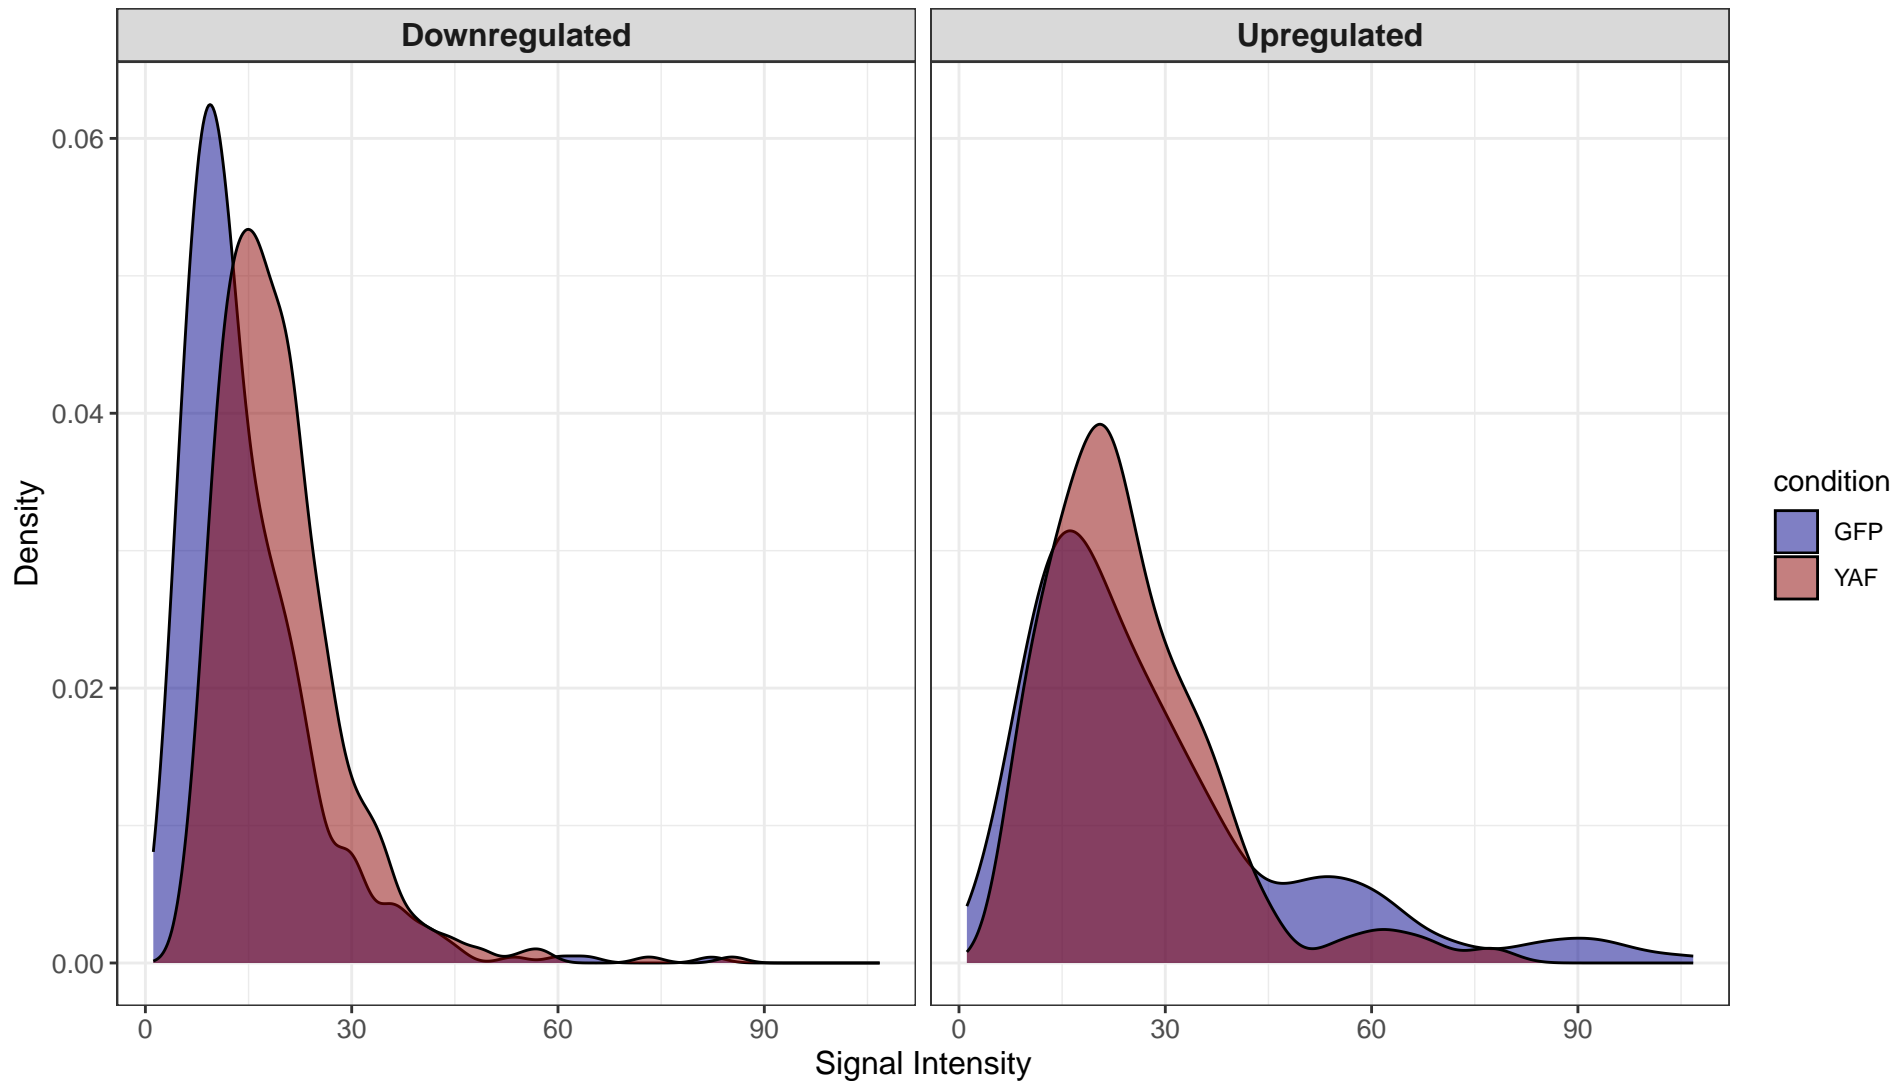 Downregulated
Upregulated
0.06
0.04
0.02
0.00
Density
0 30 60 90
0 30 60 90
Signal Intensity
condition
GFP
YAF